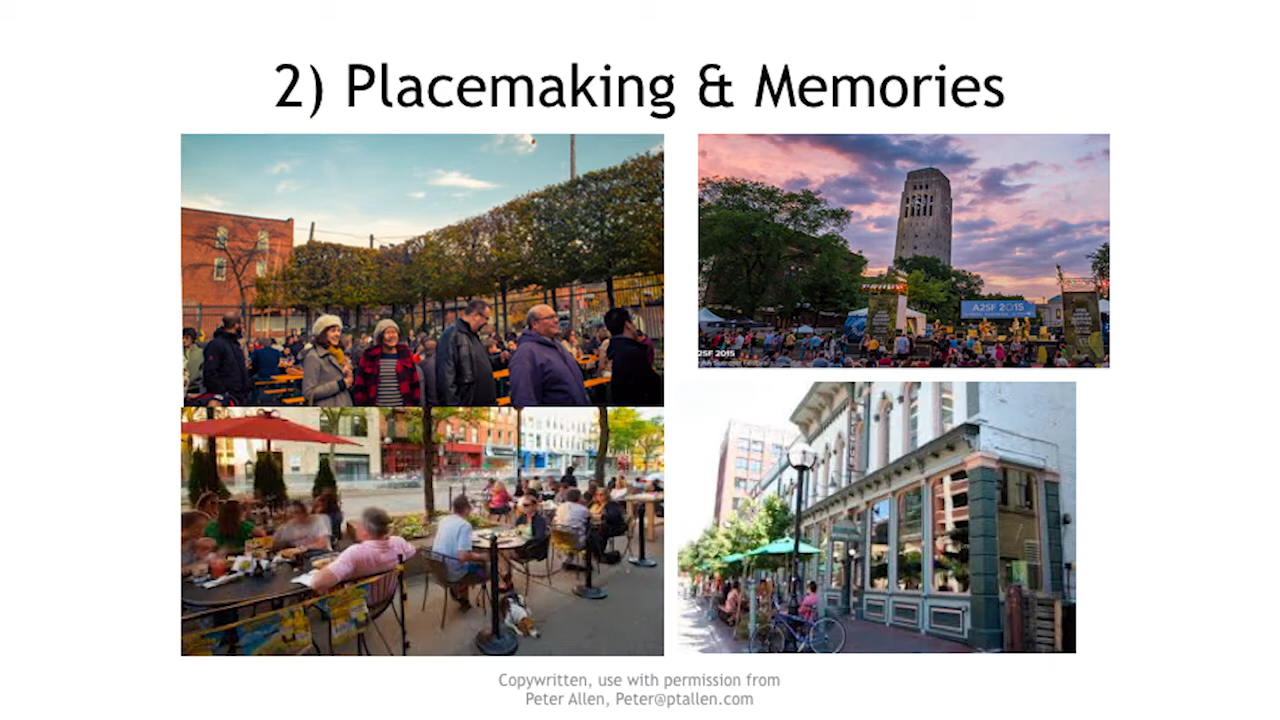 2) Placemaking & Memories
A2SF 2015
2SF 2015
Copywritten, use with permission from
Peter Allen, Peter@ptallen.com